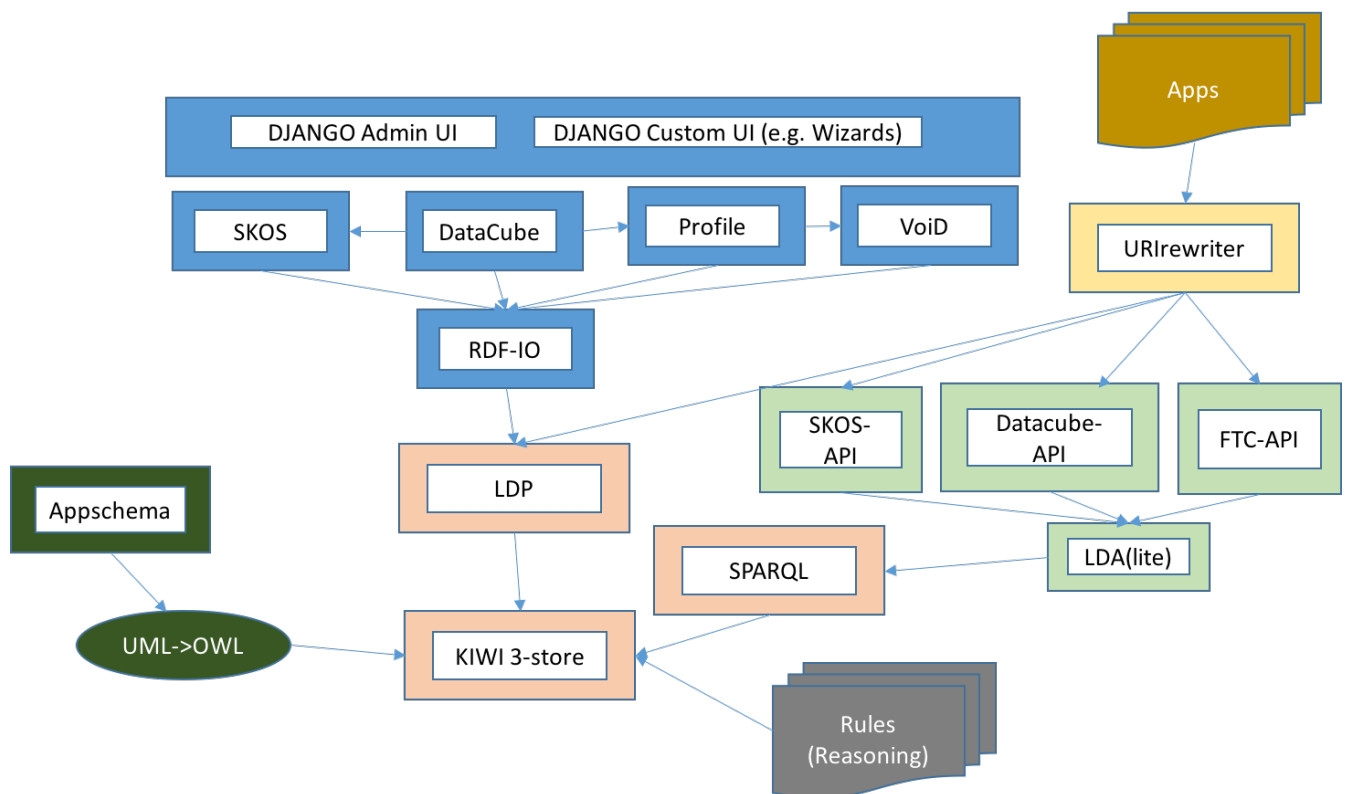 Apps
DJANGO Admin UI
DJANGO Custom UI (e.g. Wizards)
SKOS
DataCube
Profile
VoiD
URIrewriter
RDF-IO
SKOS-
API
Datacube-
API
FTC-API
LDP
Appschema
LDA(lite)
SPARQL
UML->OWL
KIWI 3-store
Rules
(Reasoning)